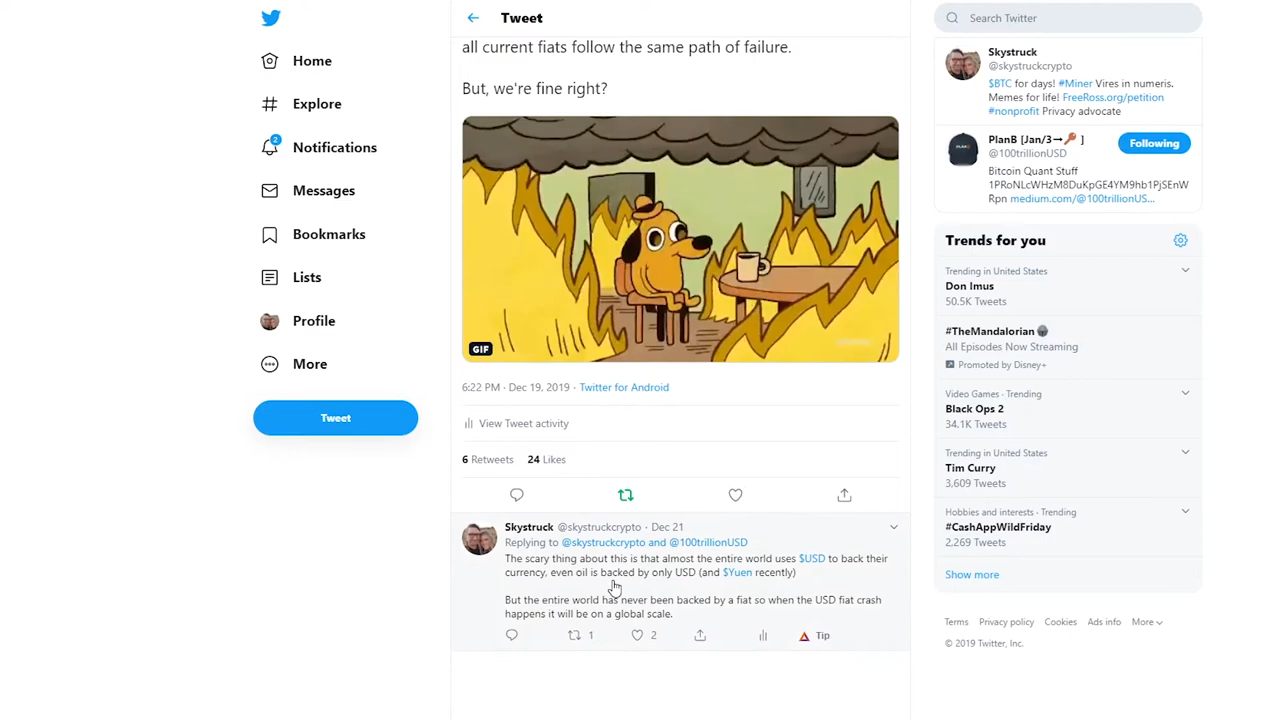 Home
Explore
2
Notifications
Messages
Bookmarks
Lists
Profile
More
Tweet
Tweet
all current fiats follow the same path of failure.
But, we're fine right?
GIF
6:22 PM · Dec 19, 2019 · Twitter for Android
View Tweet activity
6 Retweets 24 Likes
Skystruck @skystruckcrypto · Dec 21
Replying to @skystruckcrypto and @100trillionUSD
The scary thing about this is that almost the entire world uses $USD to back their
currency, even oil is backed by only USD (and $Yuen recently)
But the entire world has never been backed by a fiat so when the USD fiat crash
happens it will be on a global scale.
1 2 Tip
Search Twitter
Skystruck
@skystruckcrypto
$BTC for days! #Miner Vires in numeris.
Memes for life! FreeRoss.org/petition
#nonprofit Privacy advocate
PlanB [Jan/3→🔑 ]
@100trillionUSD
Following
Bitcoin Quant Stuff
1PRoNLcWHzM8DuKpGE4YM9hb1PjSEnW
Rpn medium.com/@100trillionUS...
Trends for you
Trending in United States
Don Imus
50.5K Tweets
#TheMandalorian
All Episodes Now Streaming
Promoted by Disney+
Video Games · Trending
Black Ops 2
34.1K Tweets
Trending in United States
Tim Curry
3,609 Tweets
Hobbies and interests · Trending
#CashAppWildFriday
2,269 Tweets
Show more
Terms Privacy policy Cookies Ads info More
© 2019 Twitter, Inc.